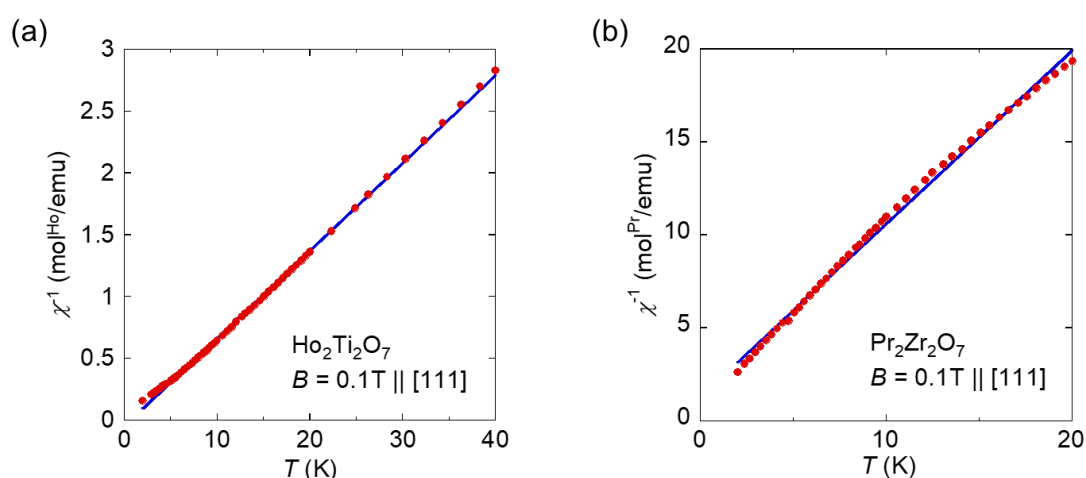 (a)
3
2.5
2
1.5
1
0.5
0
χ⁻¹ (molᴴᵒ/emu)
Ho₂Ti₂O₇
B = 0.1T || [111]
0 10 20 30 40
T (K)
(b)
20
15
10
5
0
χ⁻¹ (molᴾʳ/emu)
Pr₂Zr₂O₇
B = 0.1T || [111]
0 10 20
T (K)